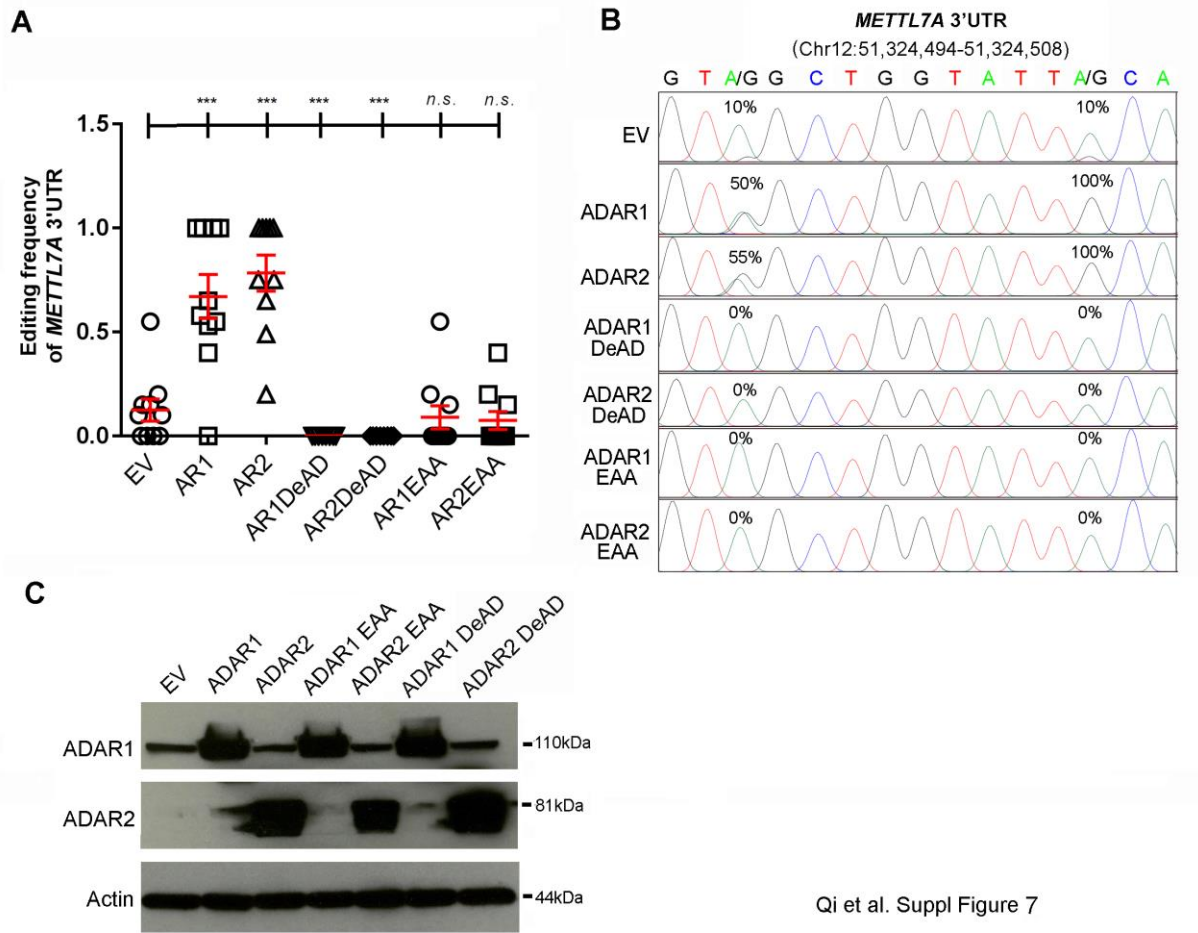 A
*** *** *** *** n.s. n.s.
1.5
1.0
0.5
0.0
Editing frequency
of METTL7A 3'UTR
EV AR1 AR2 AR1DeAD AR2DeAD AR1EAA AR2EAA
B
METTL7A 3'UTR
(Chr12:51,324,494-51,324,508)
G T A/G G C T G G T A T T A/G C A
EV 10% 10%
ADAR1 50% 100%
ADAR2 55% 100%
ADAR1
DeAD 0% 0%
ADAR2
DeAD 0% 0%
ADAR1
EAA 0% 0%
ADAR2
EAA 0% 0%
C
EV ADAR1 ADAR2 ADAR1 EAA ADAR2 EAA ADAR1 DeAD ADAR2 DeAD
ADAR1 110kDa
ADAR2 81kDa
Actin 44kDa
Qi et al. Suppl Figure 7